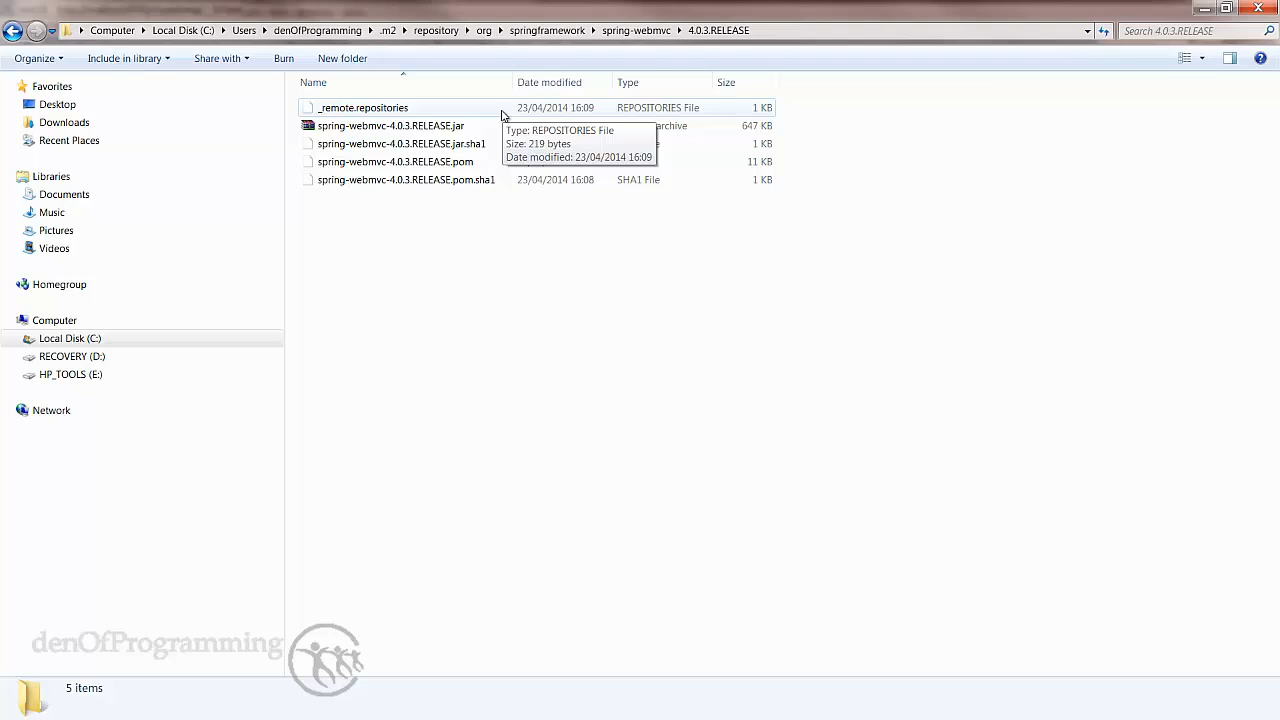 Computer Local Disk (C:) Users denOfProgramming .m2 repository org springframework spring-webmvc 4.0.3.RELEASE Search 4.0.3.RELEASE
Organize Include in library Share with Burn New folder
Favorites
Desktop
Downloads
Recent Places
Libraries
Documents
Music
Pictures
Videos
Homegroup
Computer
Local Disk (C:)
RECOVERY (D:)
HP_TOOLS (E:)
Network
Name Date modified Type Size
_remote.repositories 23/04/2014 16:09 REPOSITORIES File 1 KB
spring-webmvc-4.0.3.RELEASE.jar archive 647 KB
spring-webmvc-4.0.3.RELEASE.jar.sha1 1 KB
spring-webmvc-4.0.3.RELEASE.pom 11 KB
spring-webmvc-4.0.3.RELEASE.pom.sha1 23/04/2014 16:08 SHA1 File 1 KB
Type: REPOSITORIES File
Size: 219 bytes
Date modified: 23/04/2014 16:09
denOfProgramming
5 items